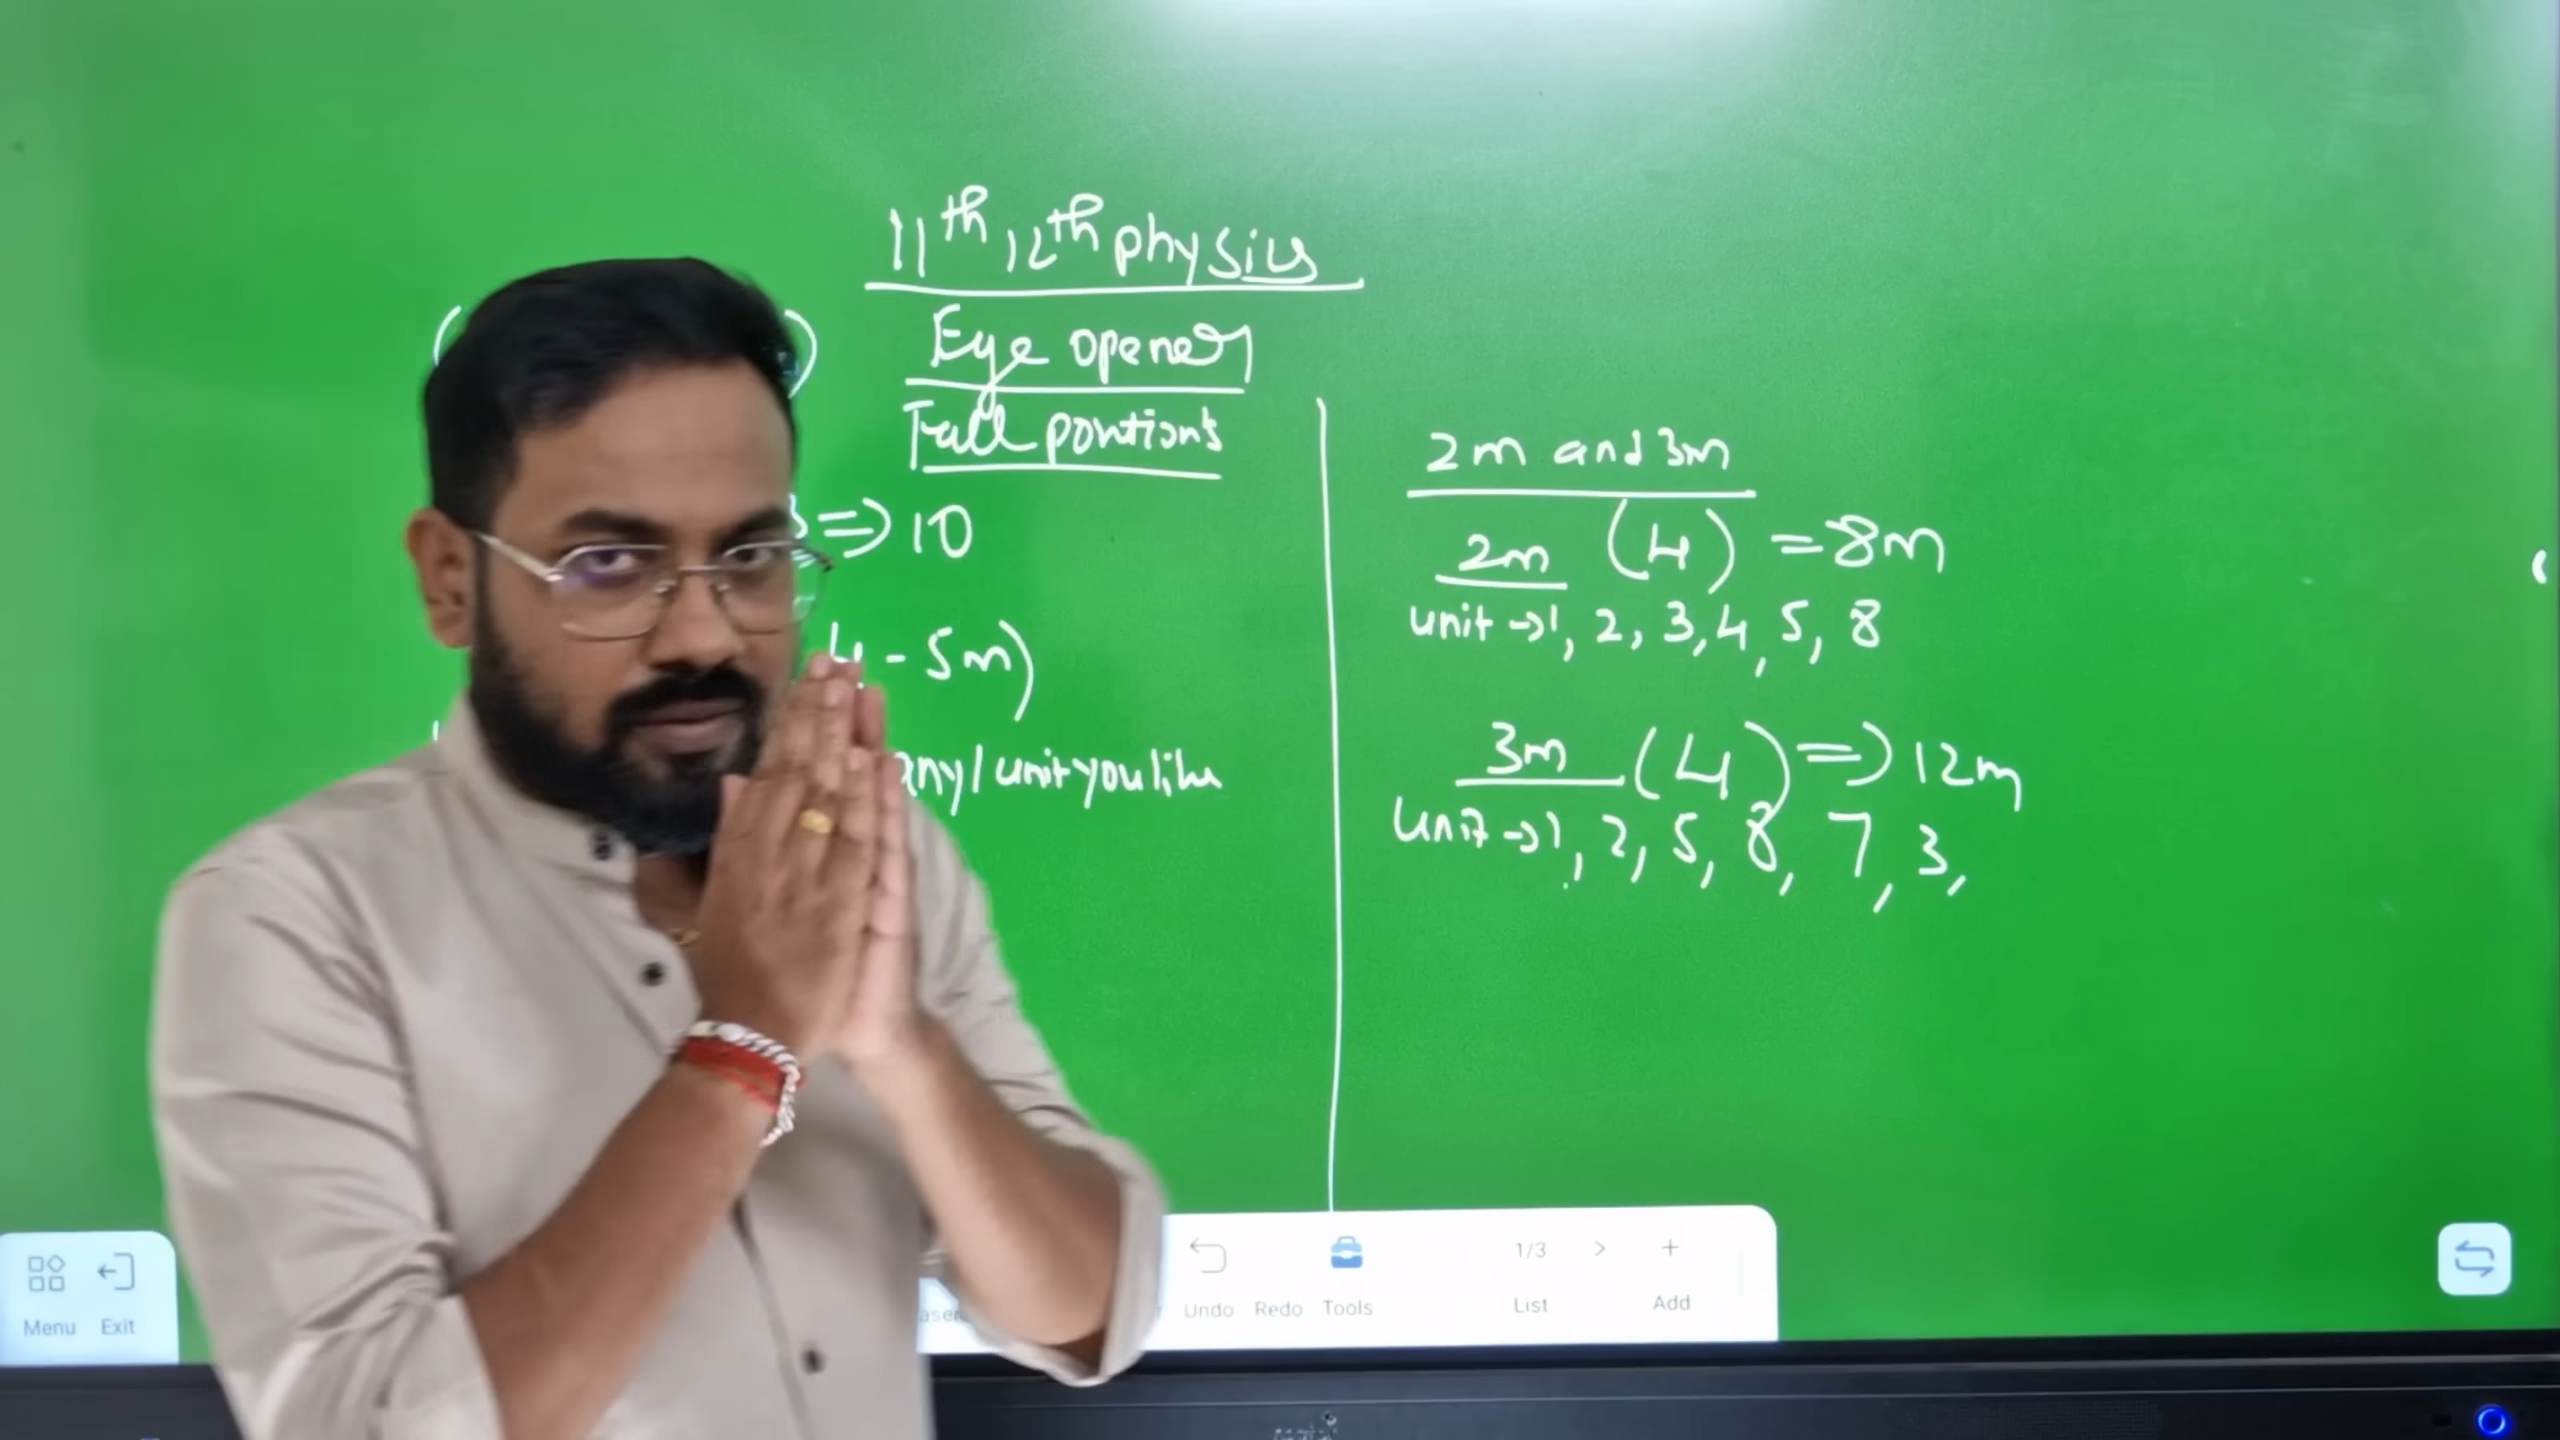 11th 12th physics
Eye opener
Full portions
=> 10
4 - 5m)
any 1 unit you like
2m and 3m
2m (4) = 8m
unit → 1, 2, 3, 4, 5, 8
3m (4) => 12m
unit → 1, 2, 5, 8, 7, 3,
Menu Exit
Undo Redo Tools
1/3 > +
List Add